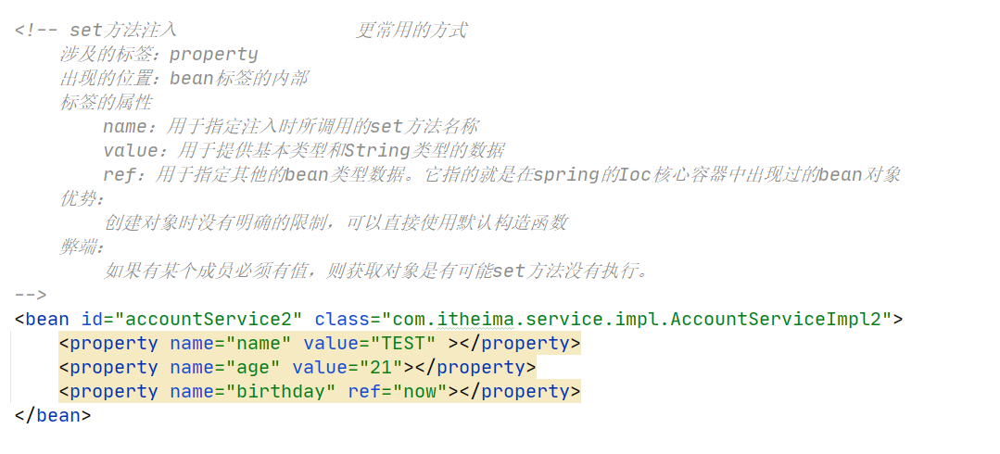 <!-- set方法注入                更常用的方式
    涉及的标签：property
    出现的位置：bean标签的内部
    标签的属性
        name：用于指定注入时所调用的set方法名称
        value：用于提供基本类型和String类型的数据
        ref：用于指定其他的bean类型数据。它指的就是在spring的Ioc核心容器中出现过的bean对象
    优势：
        创建对象时没有明确的限制，可以直接使用默认构造函数
    弊端：
        如果有某个成员必须有值，则获取对象是有可能set方法没有执行。
-->
<bean id="accountService2" class="com.itheima.service.impl.AccountServiceImpl2">
    <property name="name" value="TEST" ></property>
    <property name="age" value="21"></property>
    <property name="birthday" ref="now"></property>
</bean>